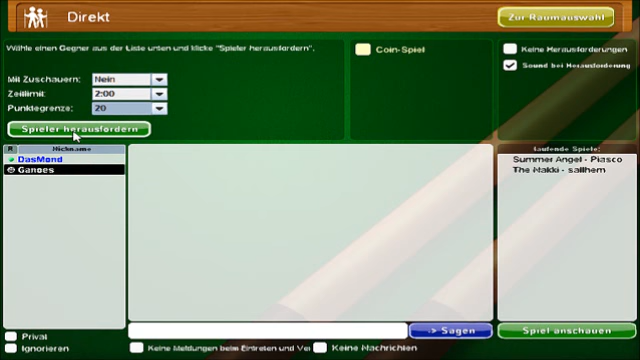 Direkt
Zur Raumauswahl
Wähle einen Gegner aus der Liste unten und klicke "Spieler herausfordern".
Mit Zuschauern: Nein
Zeitlimit: 2:00
Punktegrenze: 20
Spieler herausfordern
Coin-Spiel
Keine Herausforderungen
Sound bei Herausforderung
R Nickname
DasMond
Ganoes
Laufende Spiele:
Summer Angel - Piasco
The Makki - sallhem
-> Sagen
Spiel anschauen
Privat
Ignorieren
Keine Meldungen beim Eintreten und Ver
Keine Nachrichten